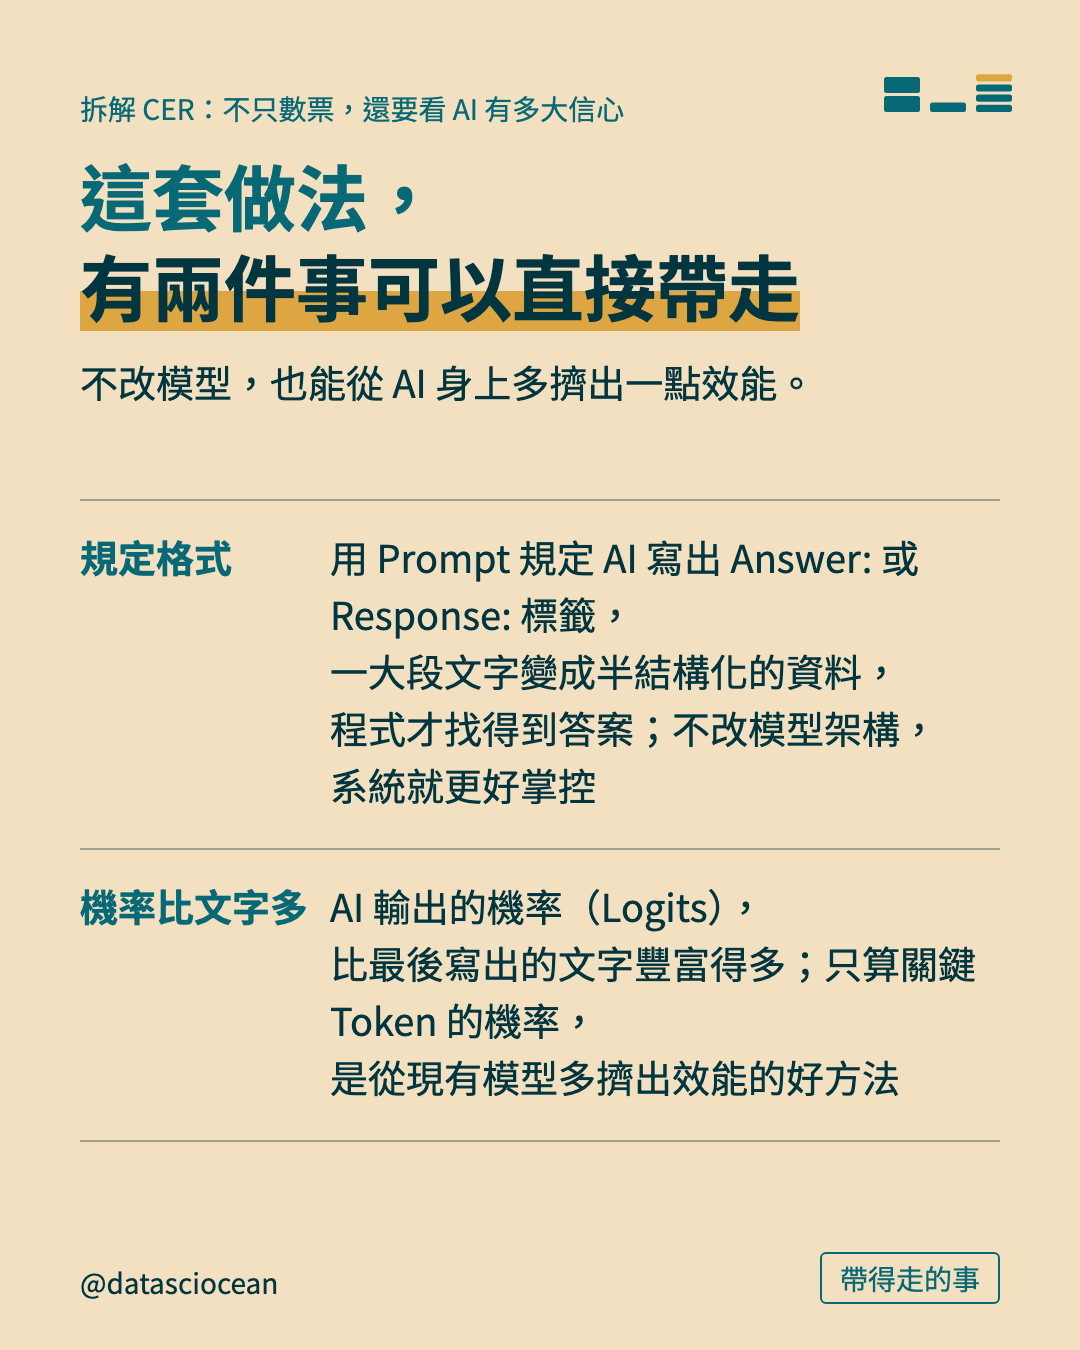 拆解 CER：不只數票，還要看 AI 有多大信心
這套做法，
有兩件事可以直接帶走
不改模型，也能從 AI 身上多擠出一點效能。
規定格式
用 Prompt 規定 AI 寫出 Answer: 或
Response: 標籤，
一大段文字變成半結構化的資料，
程式才找得到答案；不改模型架構，
系統就更好掌控
機率比文字多
AI 輸出的機率（Logits），
比最後寫出的文字豐富得多；只算關鍵
Token 的機率，
是從現有模型多擠出效能的好方法
@datasciocean
帶得走的事